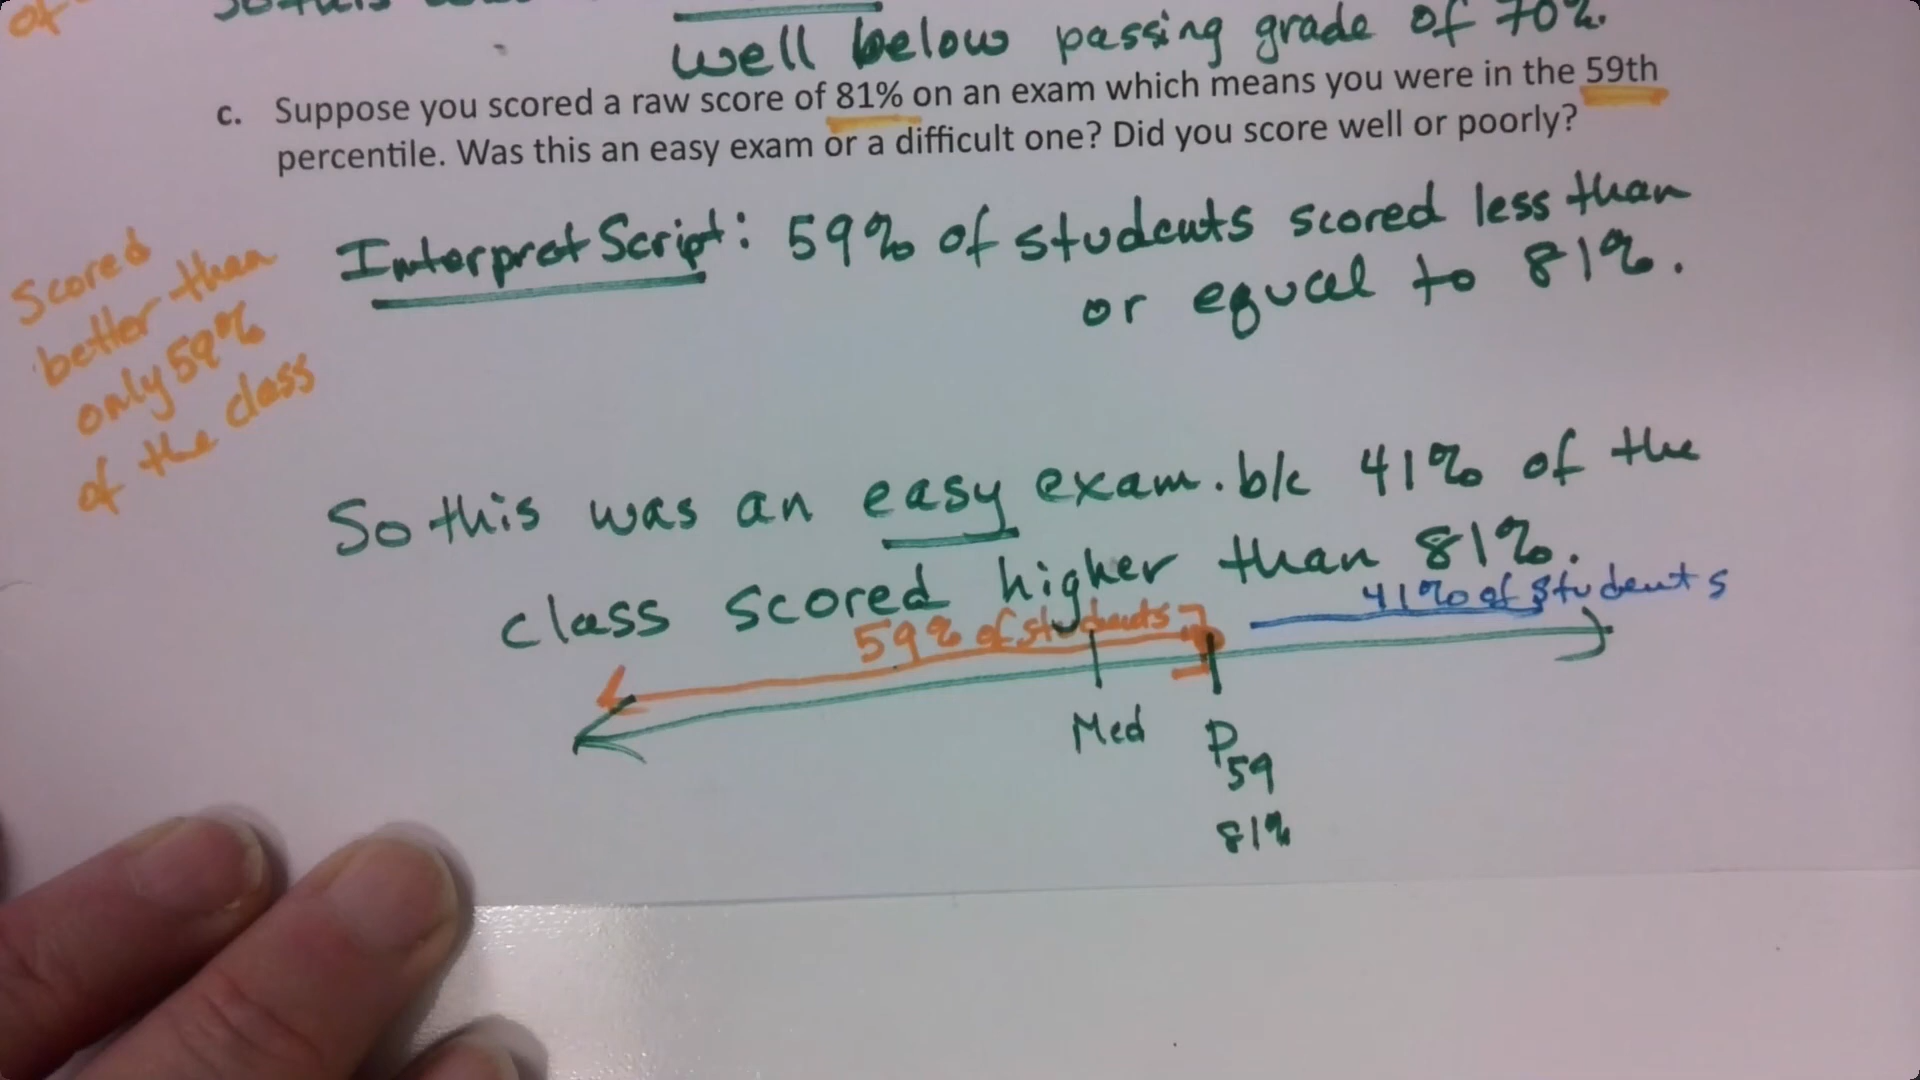 of
So this
well below passing grade of 70%.
c. Suppose you scored a raw score of 81% on an exam which means you were in the 59th
percentile. Was this an easy exam or a difficult one? Did you score well or poorly?
Interpret Script: 59% of students scored less than
or equal to 81%.
Scored
better than
only 59%
of the class
So this was an easy exam. b/c 41% of the
class scored higher than 81%.
41% of students
59% of students
Med
P59
81%